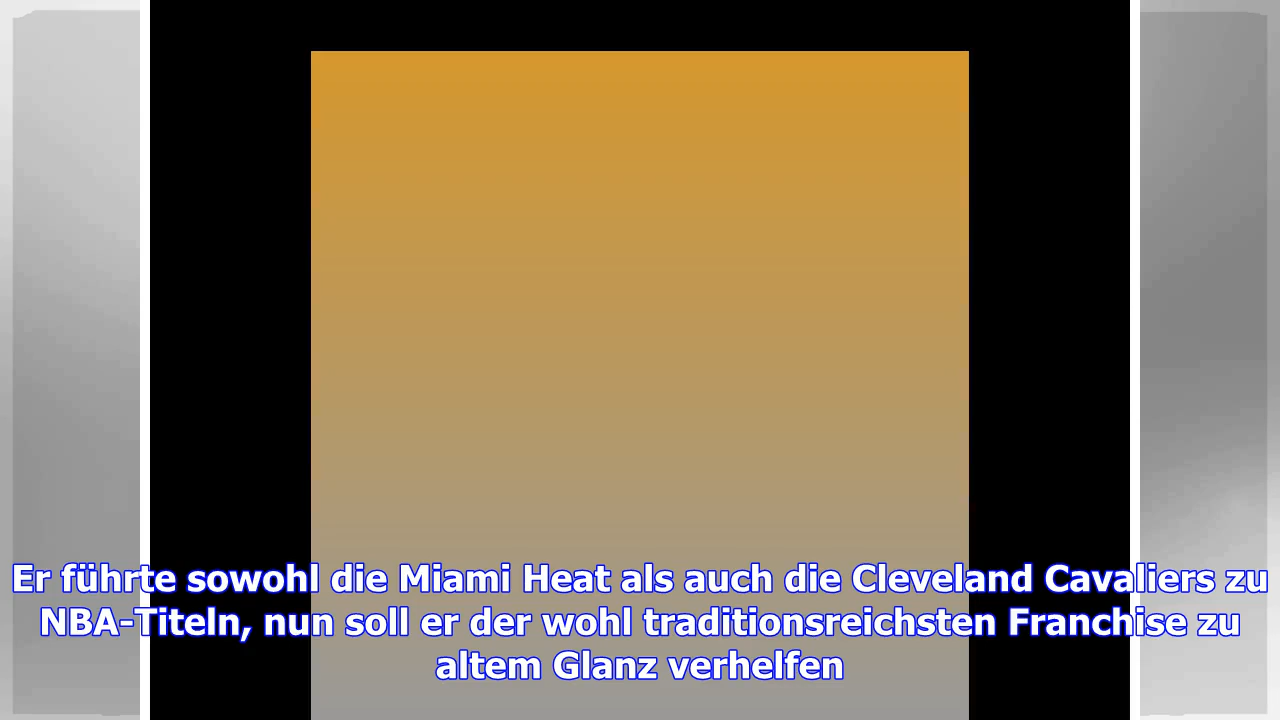 Er führte sowohl die Miami Heat als auch die Cleveland Cavaliers zu
NBA-Titeln, nun soll er der wohl traditionsreichsten Franchise zu
altem Glanz verhelfen